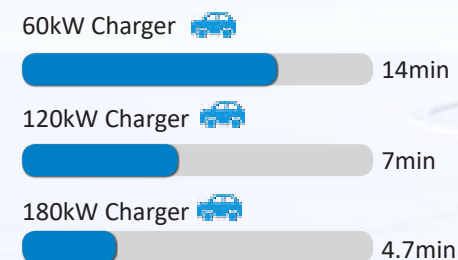 60kW Charger
14min
120kW Charger
7min
180kW Charger
4.7min